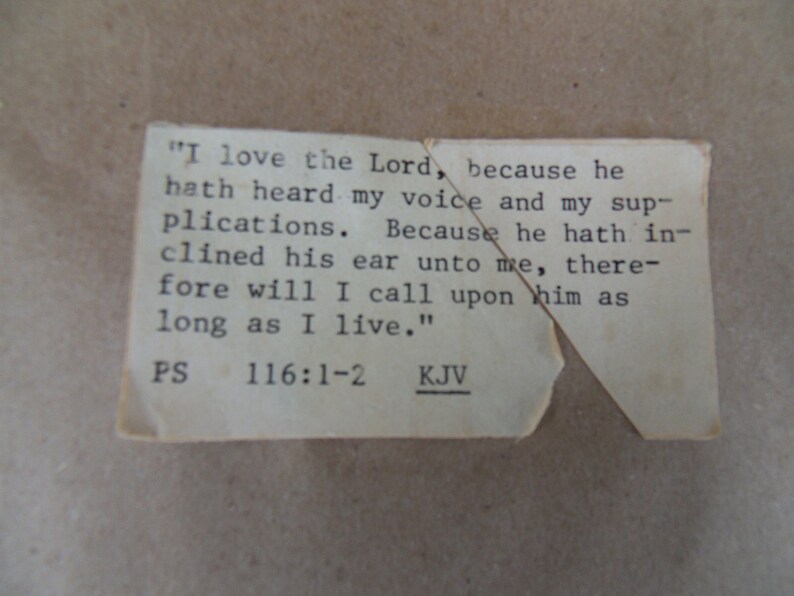 "I love the Lord, because he
hath heard my voice and my sup-
plications. Because he hath in-
clined his ear unto me, there-
fore will I call upon him as
long as I live."
PS 116:1-2 KJV